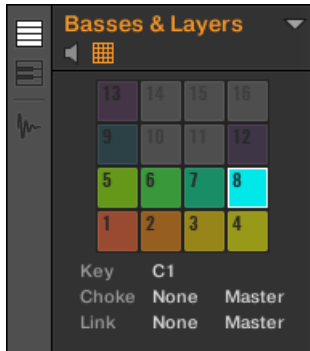 Basses & Layers
13 14 15 16
9 10 11 12
5 6 7 8
1 2 3 4
Key C1
Choke None Master
Link None Master